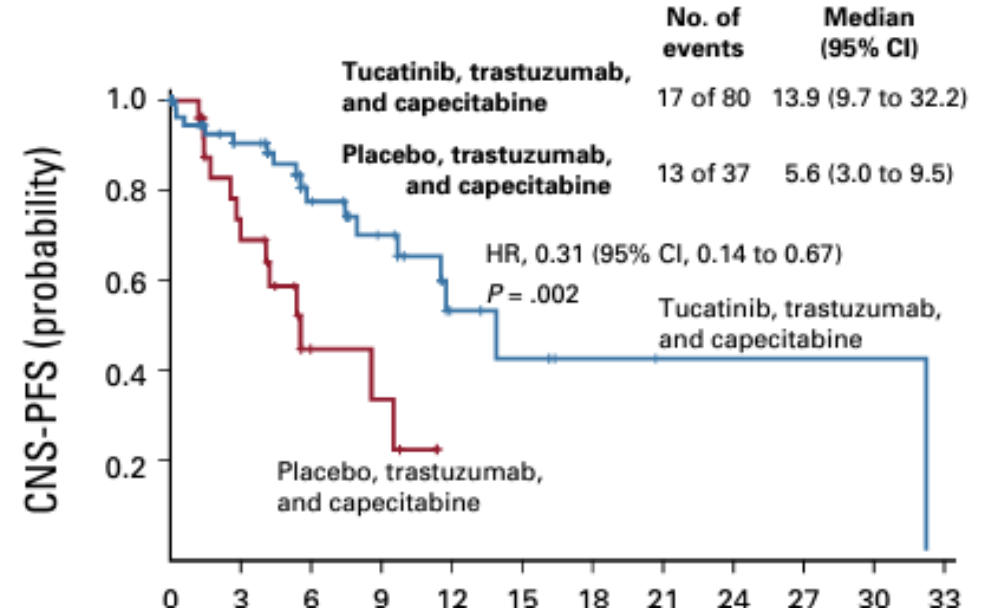 No. of events Median (95% CI)
Tucatinib, trastuzumab, and capecitabine 17 of 80 13.9 (9.7 to 32.2)
Placebo, trastuzumab, and capecitabine 13 of 37 5.6 (3.0 to 9.5)
HR, 0.31 (95% CI, 0.14 to 0.67)
P = .002
Tucatinib, trastuzumab,
and capecitabine
Placebo, trastuzumab,
and capecitabine
CNS-PFS (probability)
1.0
0.8
0.6
0.4
0.2
0 3 6 9 12 15 18 21 24 27 30 33